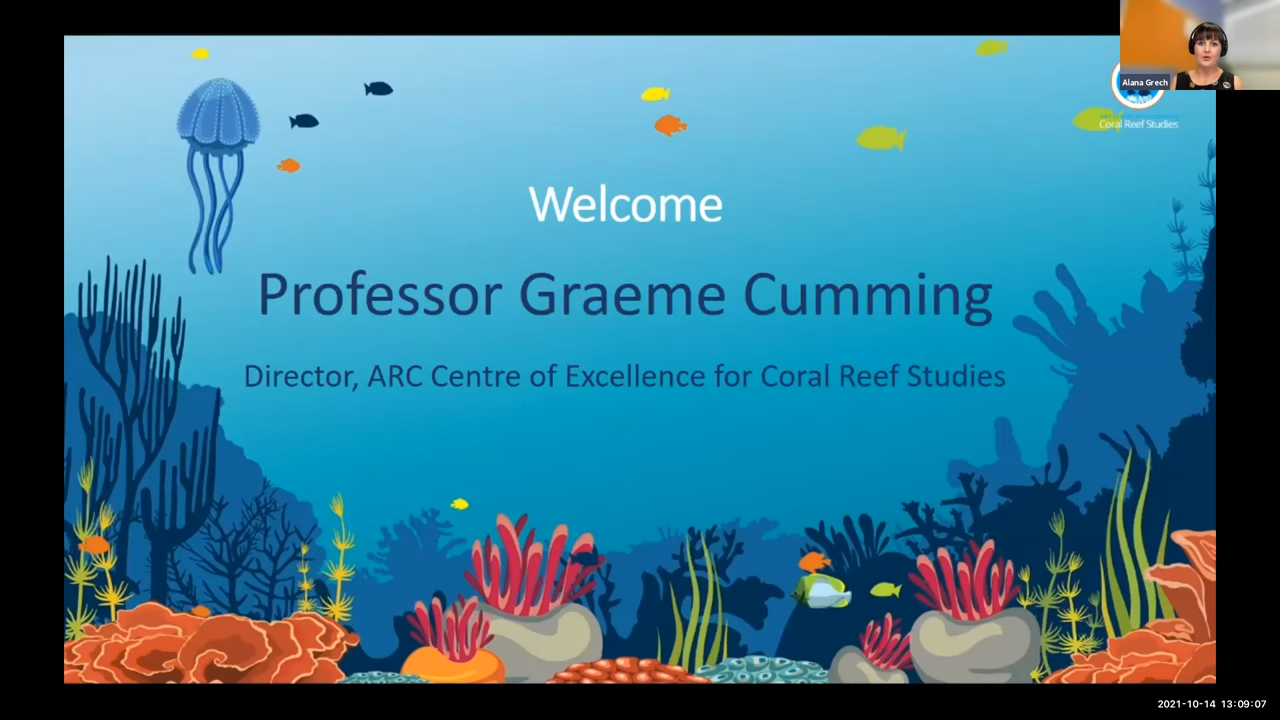 Alana Grech
Coral Reef Studies
Welcome
Professor Graeme Cumming
Director, ARC Centre of Excellence for Coral Reef Studies
2021-10-14 13:09:07